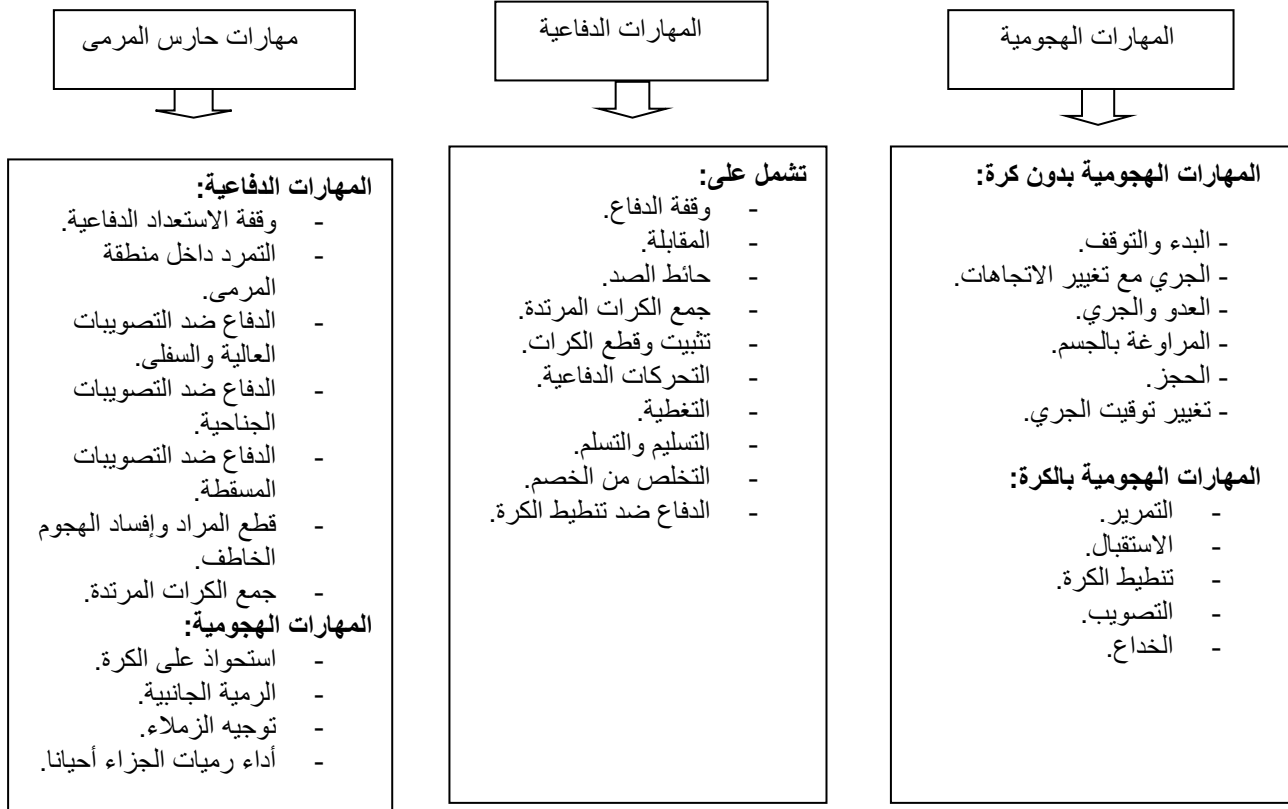 المهارات الهجومية
المهارات الدفاعية
مهارات حارس المرمى
المهارات الهجومية بدون كرة:
- البدء والتوقف.
- الجري مع تغيير الاتجاهات.
- العدو والجري.
- المراوغة بالجسم.
- الحجز.
- تغيير توقيت الجري.
المهارات الهجومية بالكرة:
- التمرير.
- الاستقبال.
- تنطيط الكرة.
- التصويب.
- الخداع.
تشمل على:
- وقفة الدفاع.
- المقابلة.
- حائط الصد.
- جمع الكرات المرتدة.
- تثبيت وقطع الكرات.
- التحركات الدفاعية.
- التغطية.
- التسليم والتسلم.
- التخلص من الخصم.
- الدفاع ضد تنطيط الكرة.
المهارات الدفاعية:
- وقفة الاستعداد الدفاعية.
- التمرد داخل منطقة
المرمى.
- الدفاع ضد التصويبات
العالية والسفلى.
- الدفاع ضد التصويبات
الجناحية.
- الدفاع ضد التصويبات
المسقطة.
- قطع المراد وإفساد الهجوم
الخاطف.
- جمع الكرات المرتدة.
المهارات الهجومية:
- استحواذ على الكرة.
- الرمية الجانبية.
- توجيه الزملاء.
- أداء رميات الجزاء أحيانا.